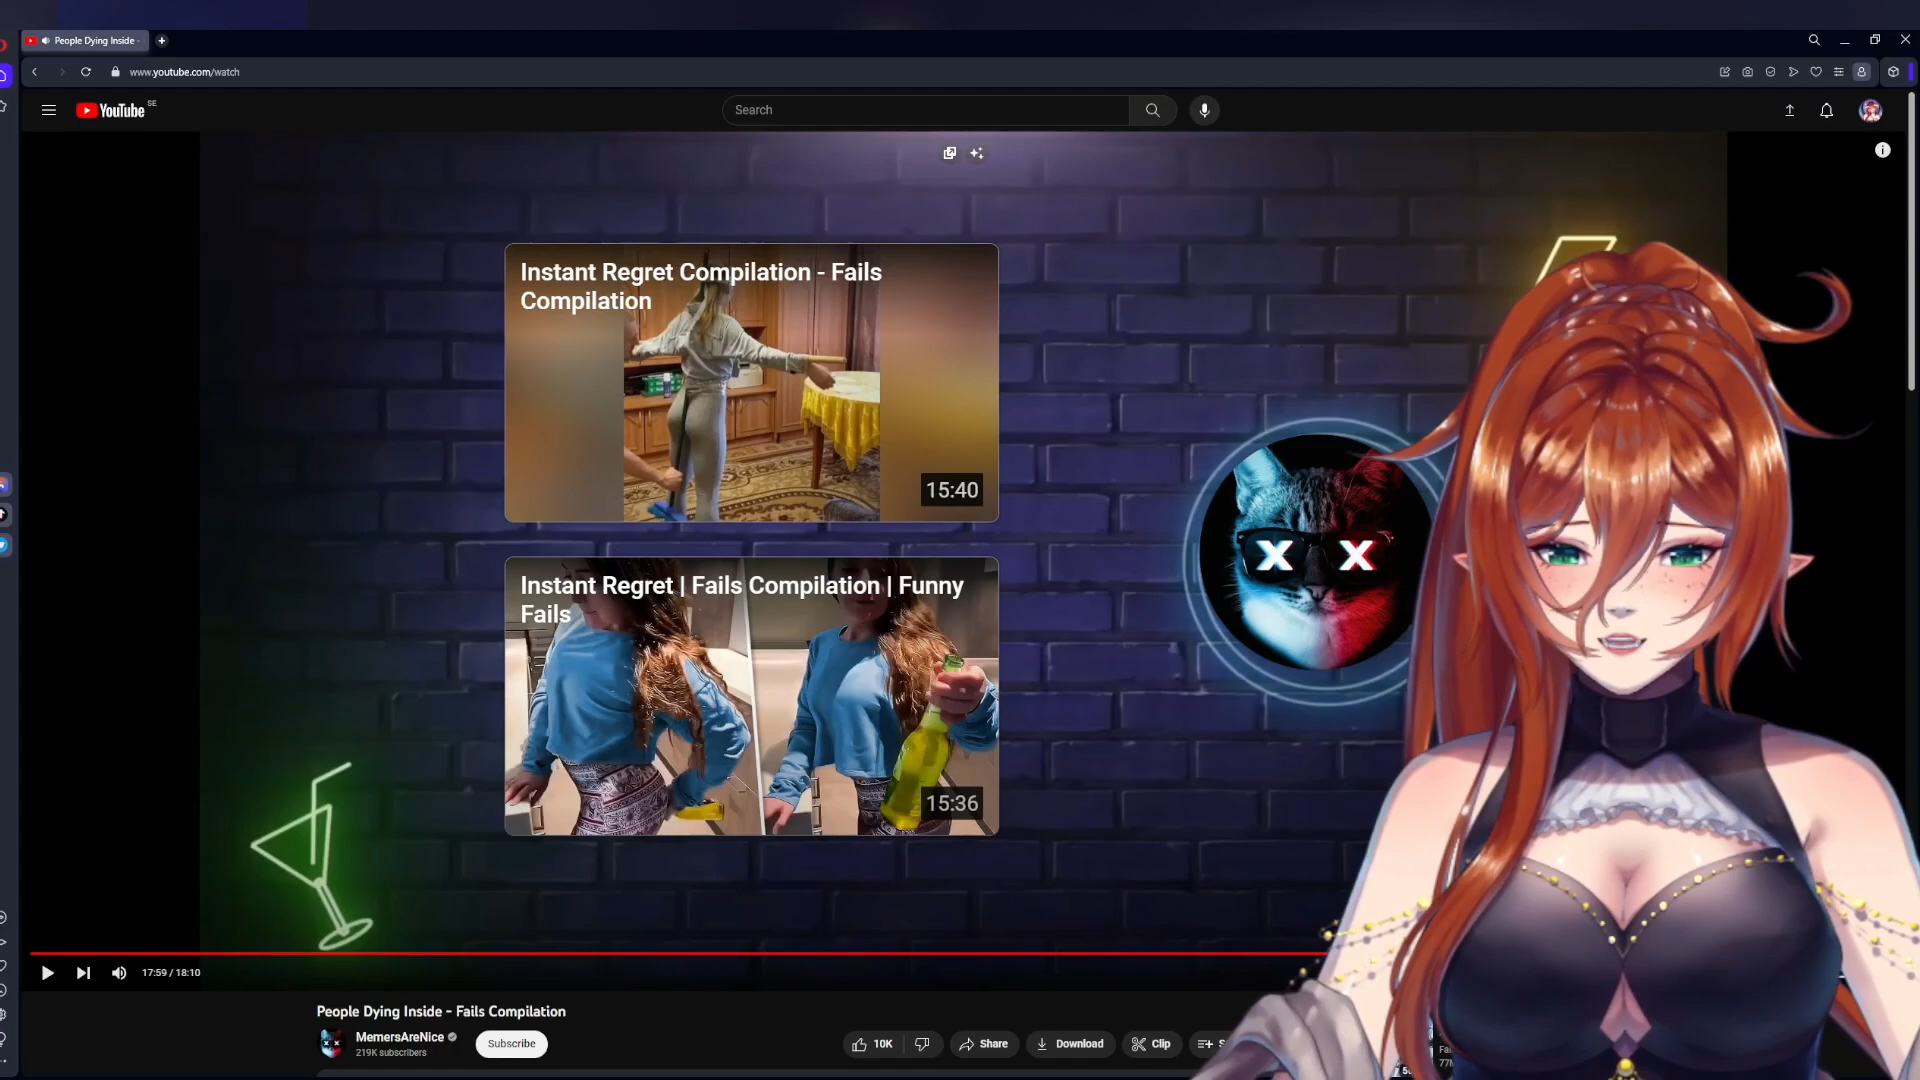 People Dying Inside -
www.youtube.com/watch
YouTube SE
Search
Instant Regret Compilation - Fails
Compilation
15:40
Instant Regret | Fails Compilation | Funny
Fails
15:36
X X
17:59 / 18:10
People Dying Inside - Fails Compilation
MemersAreNice
219K subscribers
Subscribe
10K
Share
Download
Clip